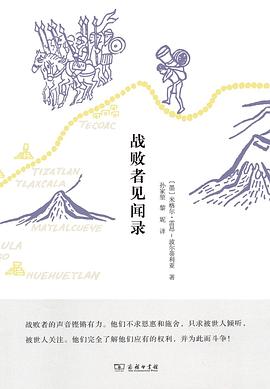 TECOAC
TIZATLAN
TLAXCALA
MATLALCUEYE
ULA
SO
HUEHUETLAN
战败者见闻录
〔墨〕米格尔·雷昂-波尔蒂利亚 著
孙家堃 黎妮 译
战败者的声音铿锵有力。他们不求恩惠和施舍，只求被世人倾听，
被世人关注。他们完全了解他们应有的权利，并为此而斗争！
商务印书馆